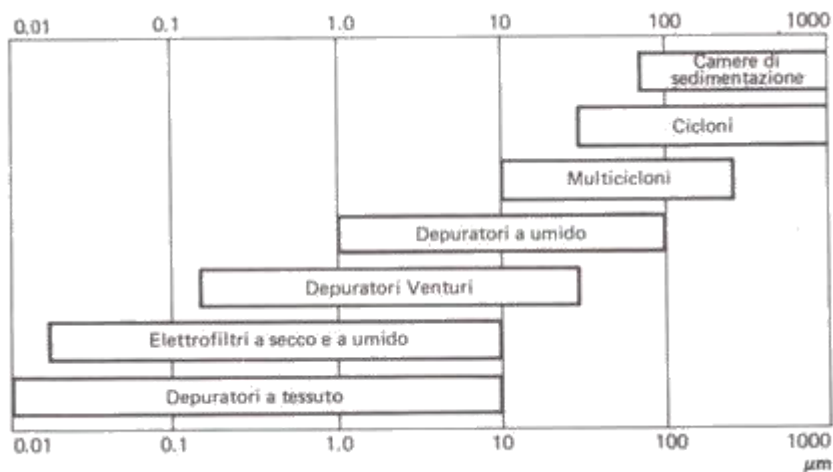 0.01 0.1 1.0 10 100 1000
Camere di
sedimentazione
Cicloni
Multicicloni
Depuratori a umido
Depuratori Venturi
Elettrofiltri a secco e a umido
Depuratori a tessuto
0.01 0.1 1.0 10 100 1000
µm